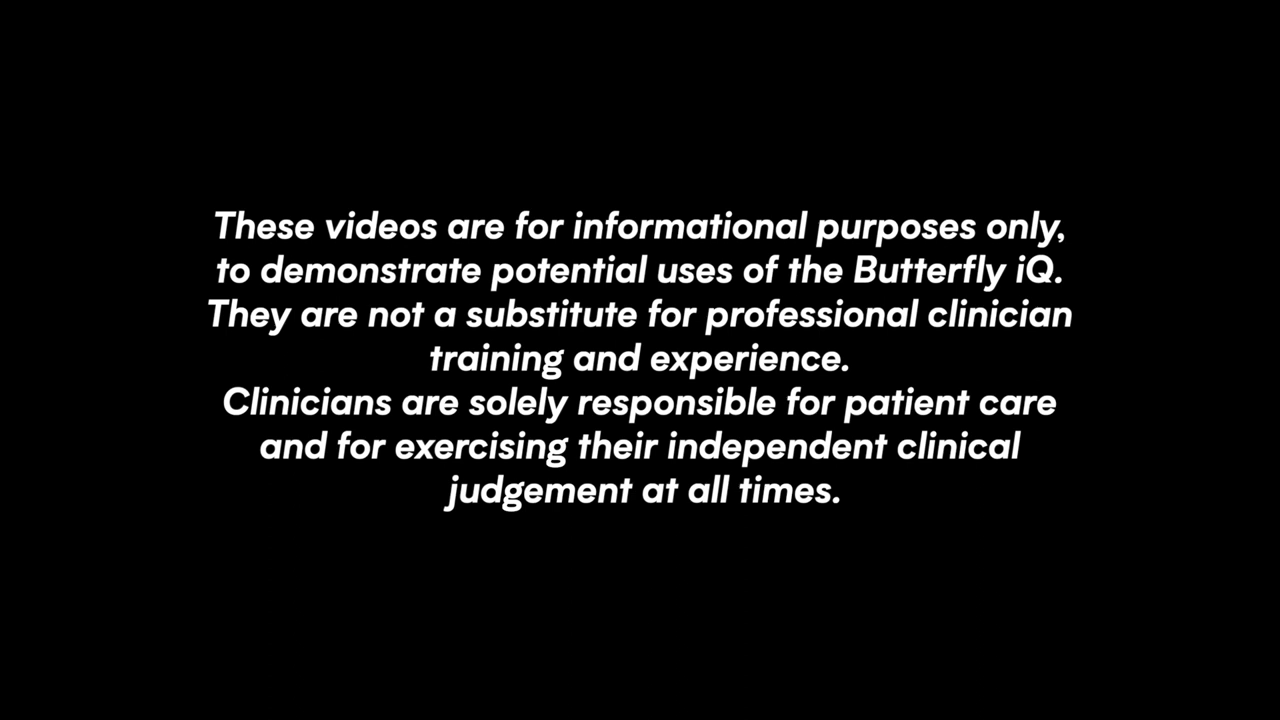 These videos are for informational purposes only,
to demonstrate potential uses of the Butterfly iQ.
They are not a substitute for professional clinician
training and experience.
Clinicians are solely responsible for patient care
and for exercising their independent clinical
judgement at all times.